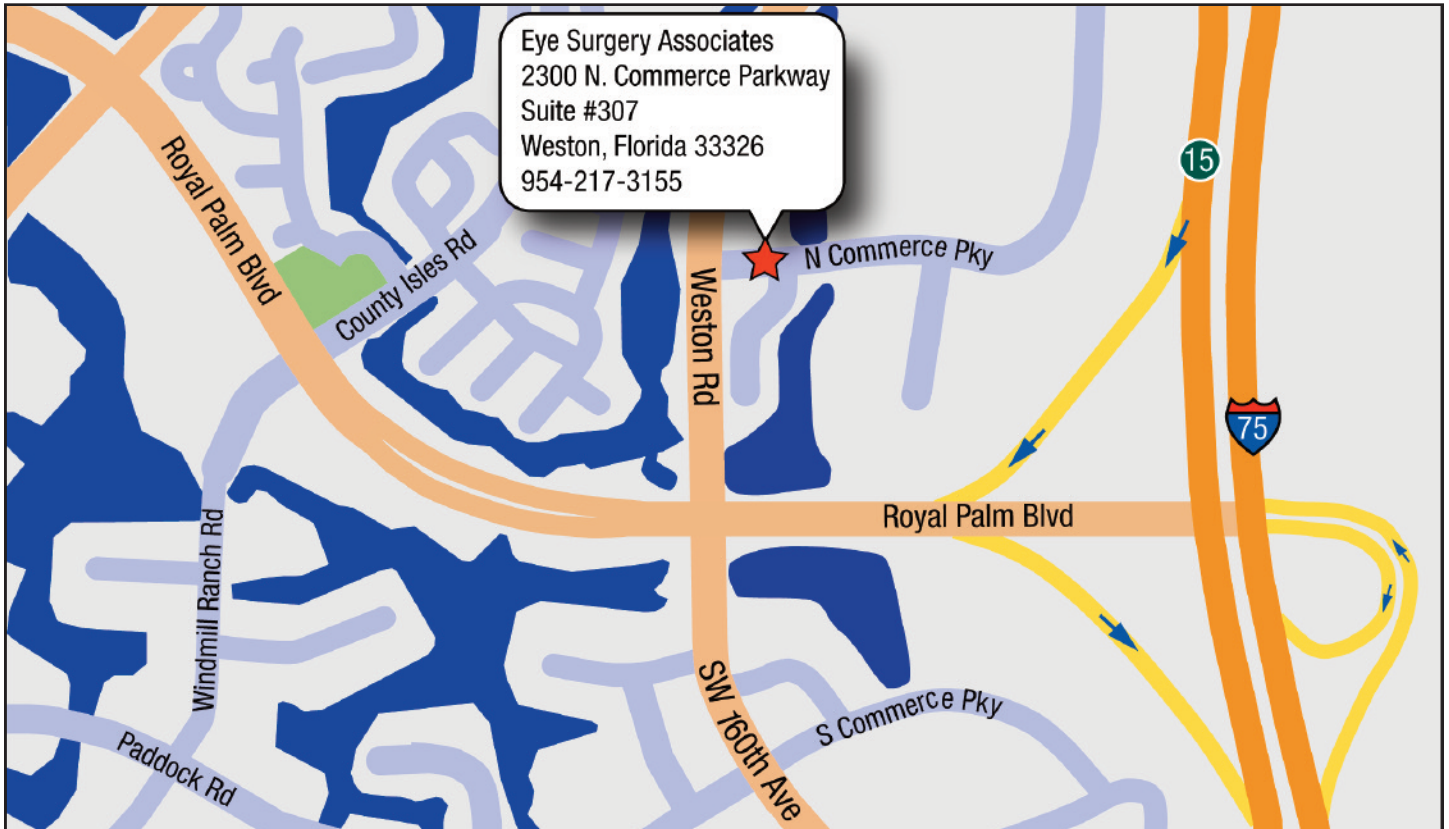 Eye Surgery Associates
2300 N. Commerce Parkway
Suite #307
Weston, Florida 33326
954-217-3155
15
Royal Palm Blvd
County Isles Rd
N Commerce Pky
Weston Rd
75
Royal Palm Blvd
Windmill Ranch Rd
SW 160th Ave
S Commerce Pky
Paddock Rd